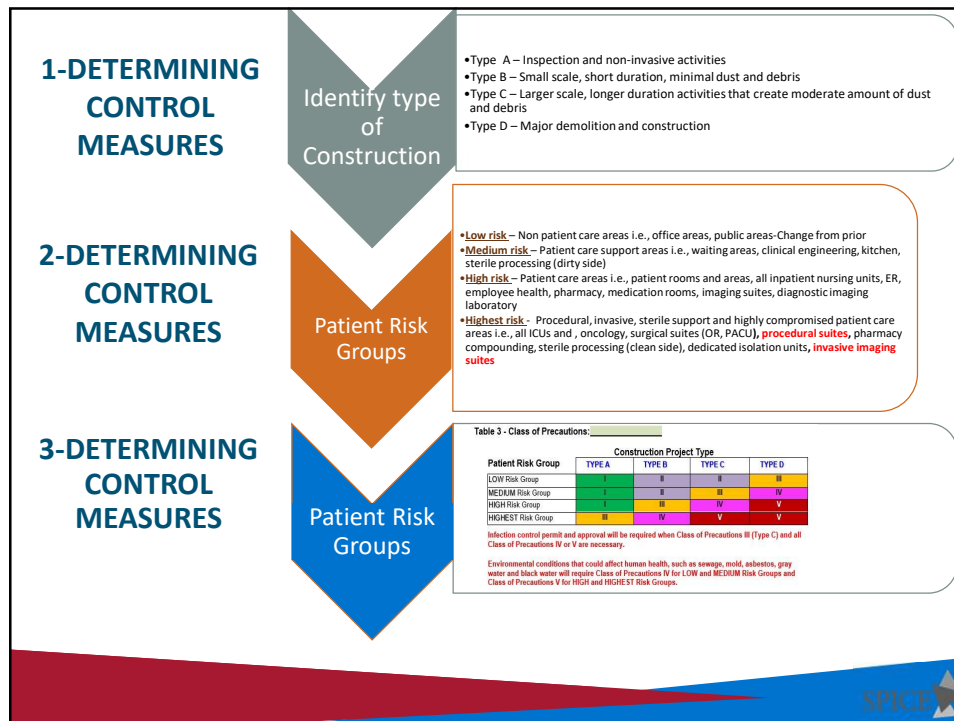 1-DETERMINING
CONTROL
MEASURES
Identify type
of
Construction
•Type A – Inspection and non-invasive activities
•Type B – Small scale, short duration, minimal dust and debris
•Type C – Larger scale, longer duration activities that create moderate amount of dust
and debris
•Type D – Major demolition and construction
2-DETERMINING
CONTROL
MEASURES
Patient Risk
Groups
•Low risk – Non patient care areas i.e., office areas, public areas-Change from prior
•Medium risk – Patient care support areas i.e., waiting areas, clinical engineering, kitchen,
sterile processing (dirty side)
•High risk – Patient care areas i.e., patient rooms and areas, all inpatient nursing units, ER,
employee health, pharmacy, medication rooms, imaging suites, diagnostic imaging
laboratory
•Highest risk - Procedural, invasive, sterile support and highly compromised patient care
areas i.e., all ICUs and , oncology, surgical suites (OR, PACU), procedural suites, pharmacy
compounding, sterile processing (clean side), dedicated isolation units, invasive imaging
suites
3-DETERMINING
CONTROL
MEASURES
Patient Risk
Groups
Table 3 - Class of Precautions:
Construction Project Type
Patient Risk Group TYPE A TYPE B TYPE C TYPE D
LOW Risk Group I II II III
MEDIUM Risk Group I II III IV
HIGH Risk Group I III IV V
HIGHEST Risk Group III IV V V
Infection control permit and approval will be required when Class of Precautions III (Type C) and all
Class of Precautions IV or V are necessary.
Environmental conditions that could affect human health, such as sewage, mold, asbestos, gray
water and black water will require Class of Precautions IV for LOW and MEDIUM Risk Groups and
Class of Precautions V for HIGH and HIGHEST Risk Groups.
SPICE